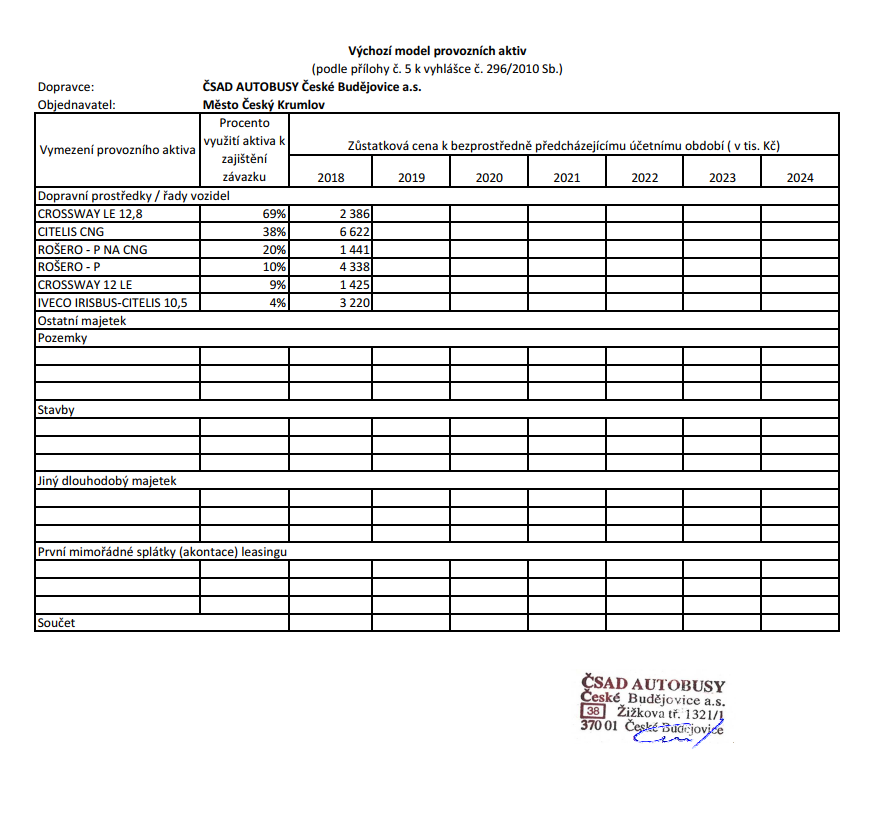 Výchozí model provozních aktiv
(podle přílohy č. 5 k vyhlášce č. 296/2010 Sb.)
Dopravce: ČSAD AUTOBUSY České Budějovice a.s.
Objednavatel: Město Český Krumlov
Vymezení provozního aktiva
Procento
využití aktiva k
zajištění
závazku
Zůstatková cena k bezprostředně předcházejícímu účetnímu období ( v tis. Kč)
2018 2019 2020 2021 2022 2023 2024
Dopravní prostředky / řady vozidel
CROSSWAY LE 12,8 69% 2 386
CITELIS CNG 38% 6 622
ROŠERO - P NA CNG 20% 1 441
ROŠERO - P 10% 4 338
CROSSWAY 12 LE 9% 1 425
IVECO IRISBUS-CITELIS 10,5 4% 3 220
Ostatní majetek
Pozemky
Stavby
Jiný dlouhodobý majetek
První mimořádné splátky (akontace) leasingu
Součet
ČSAD AUTOBUSY
České Budějovice a.s.
38 Žižkova tř. 1321/1
370 01 České Budějovice